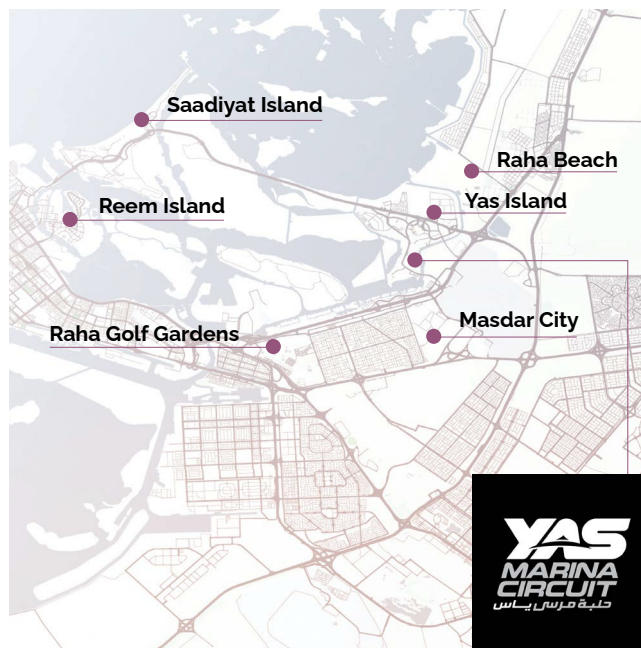 Saadiyat Island
Raha Beach
Reem Island
Yas Island
Raha Golf Gardens
Masdar City
YAS
MARINA
CIRCUIT
حلبة مرسى ياس